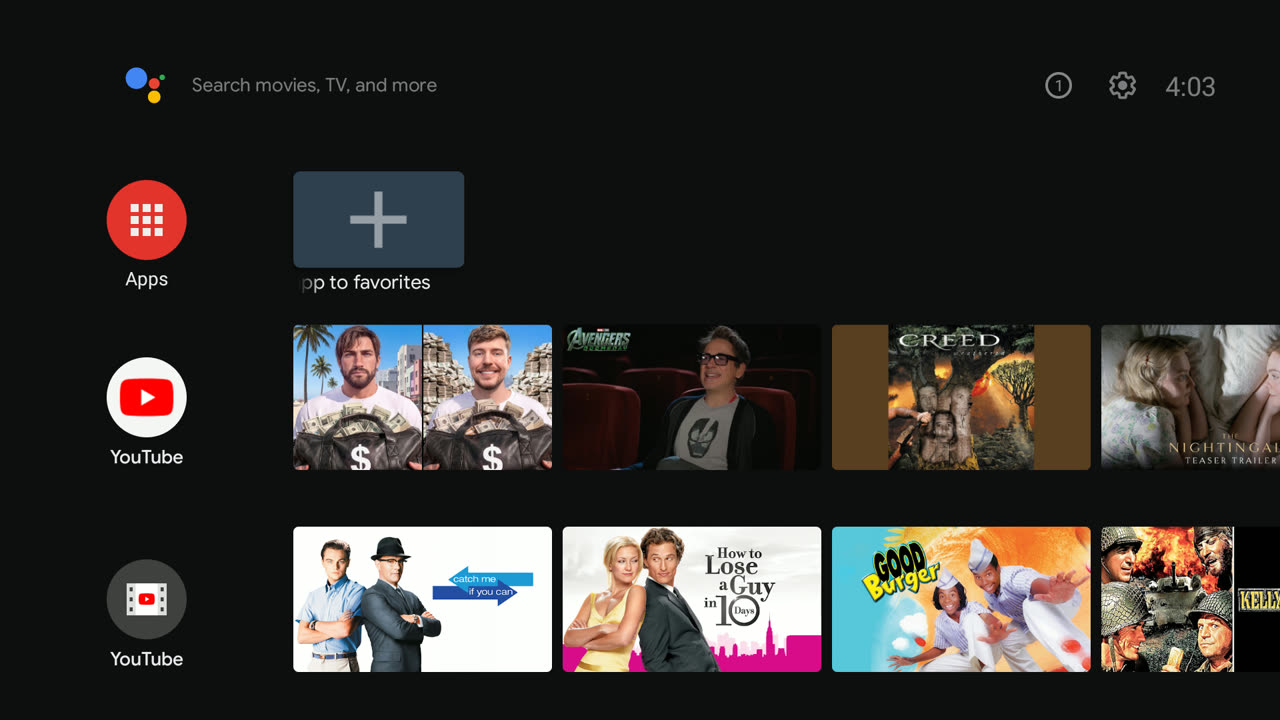 Search movies, TV, and more
1
4:03
Apps
pp to favorites
YouTube
AVENGERS
$
$
CREED
THE
NIGHTINGAL
TEASER TRAILER
YouTube
catch me
if you can
How to
Lose
a Guy
in 10
Days
GOOD
Burger
KELLY